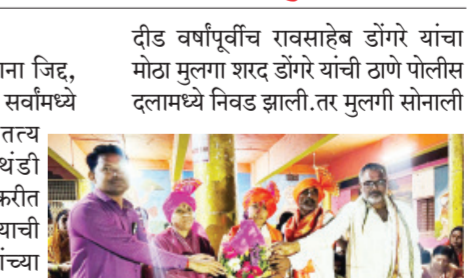 ाना जिद्द,
सर्वांमध्ये
तत्य
थंडी
करीत
याची
ांच्या
दीड वर्षापूर्वीच रावसाहेब डोंगरे यांचा
मोठा मुलगा शरद डोंगरे यांची ठाणे पोलीस
दलामध्ये निवड झाली.तर मुलगी सोनाली